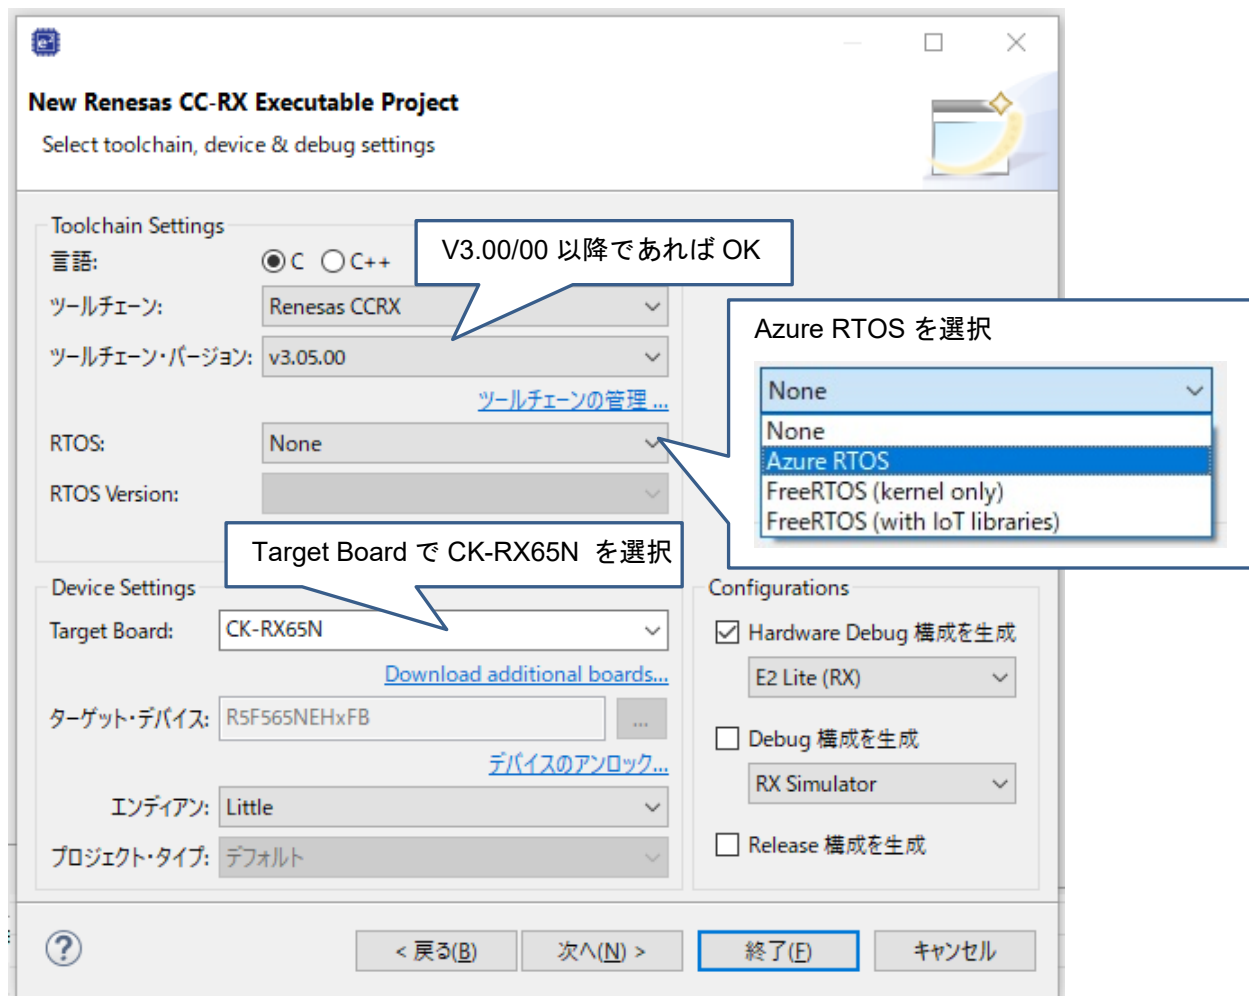 New Renesas CC-RX Executable Project
Select toolchain, device & debug settings
Toolchain Settings
言語:
C
C++
V3.00/00 以降であれば OK
ツールチェーン:
Renesas CCRX
ツールチェーン・バージョン:
v3.05.00
ツールチェーンの管理 ...
RTOS:
None
RTOS Version:
Azure RTOS を選択
None
None
Azure RTOS
FreeRTOS (kernel only)
FreeRTOS (with IoT libraries)
Target Board で CK-RX65N を選択
Device Settings
Target Board:
CK-RX65N
Download additional boards...
ターゲット・デバイス:
R5F565NEHxFB
...
デバイスのアンロック...
エンディアン:
Little
プロジェクト・タイプ:
デフォルト
Configurations
Hardware Debug 構成を生成
E2 Lite (RX)
Debug 構成を生成
RX Simulator
Release 構成を生成
?
< 戻る(B)
次へ(N) >
終了(F)
キャンセル